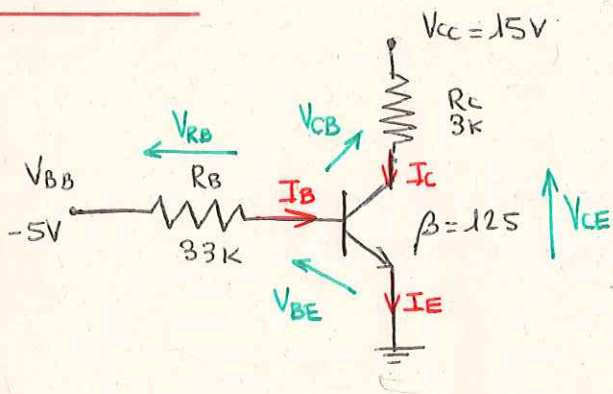 Vcc = 15V
RC
3K
VCB
IC
VRB
VBB
RB
IB
-5V
33K
β = 125
VCE
VBE
IE